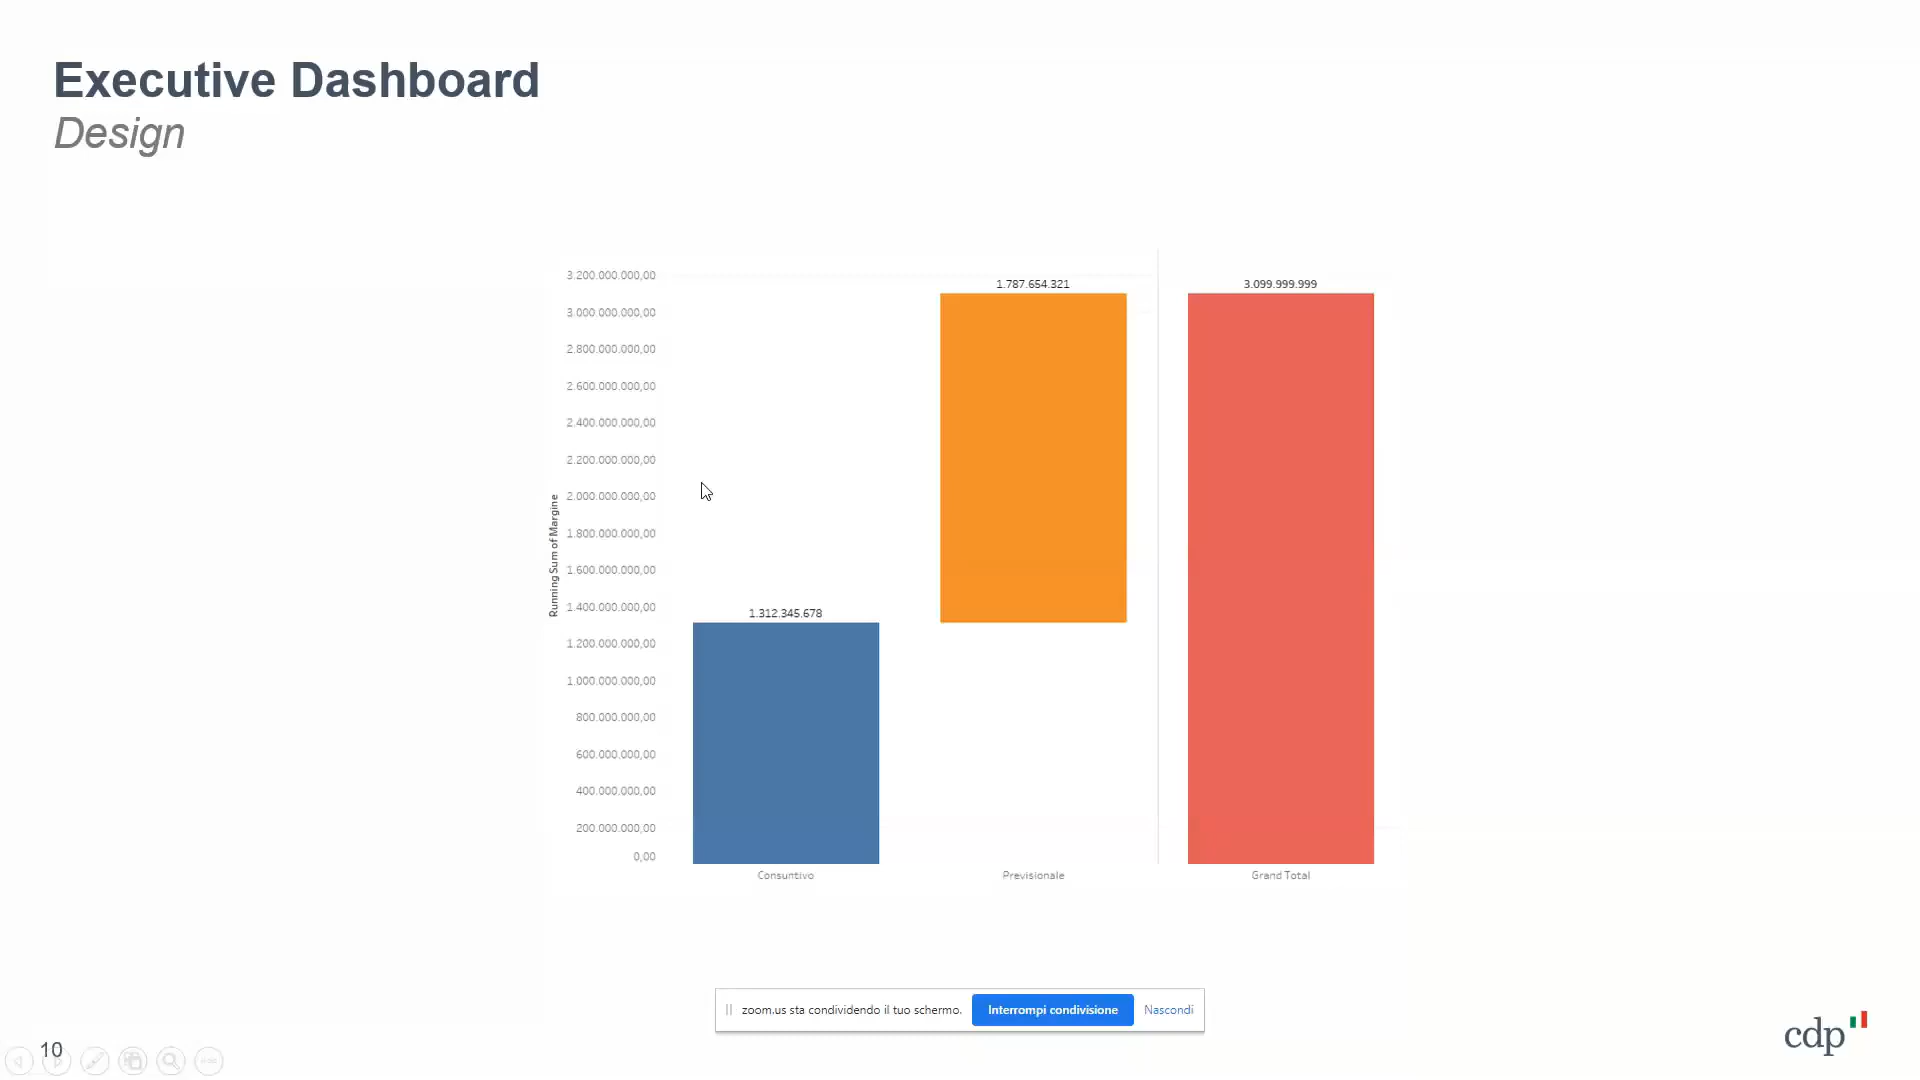 Executive Dashboard
Design
3.200.000.000,00
3.000.000.000,00
2.800.000.000,00
2.600.000.000,00
2.400.000.000,00
2.200.000.000,00
2.000.000.000,00
1.800.000.000,00
1.600.000.000,00
1.400.000.000,00
1.200.000.000,00
1.000.000.000,00
800.000.000,00
600.000.000,00
400.000.000,00
200.000.000,00
0,00
Running Sum of Margine
1.312.345.678
1.787.654.321
3.099.999.999
Consuntivo
Previsionale
Grand Total
zoom.us sta condividendo il tuo schermo.
Interrompi condivisione
Nascondi
10
cdp